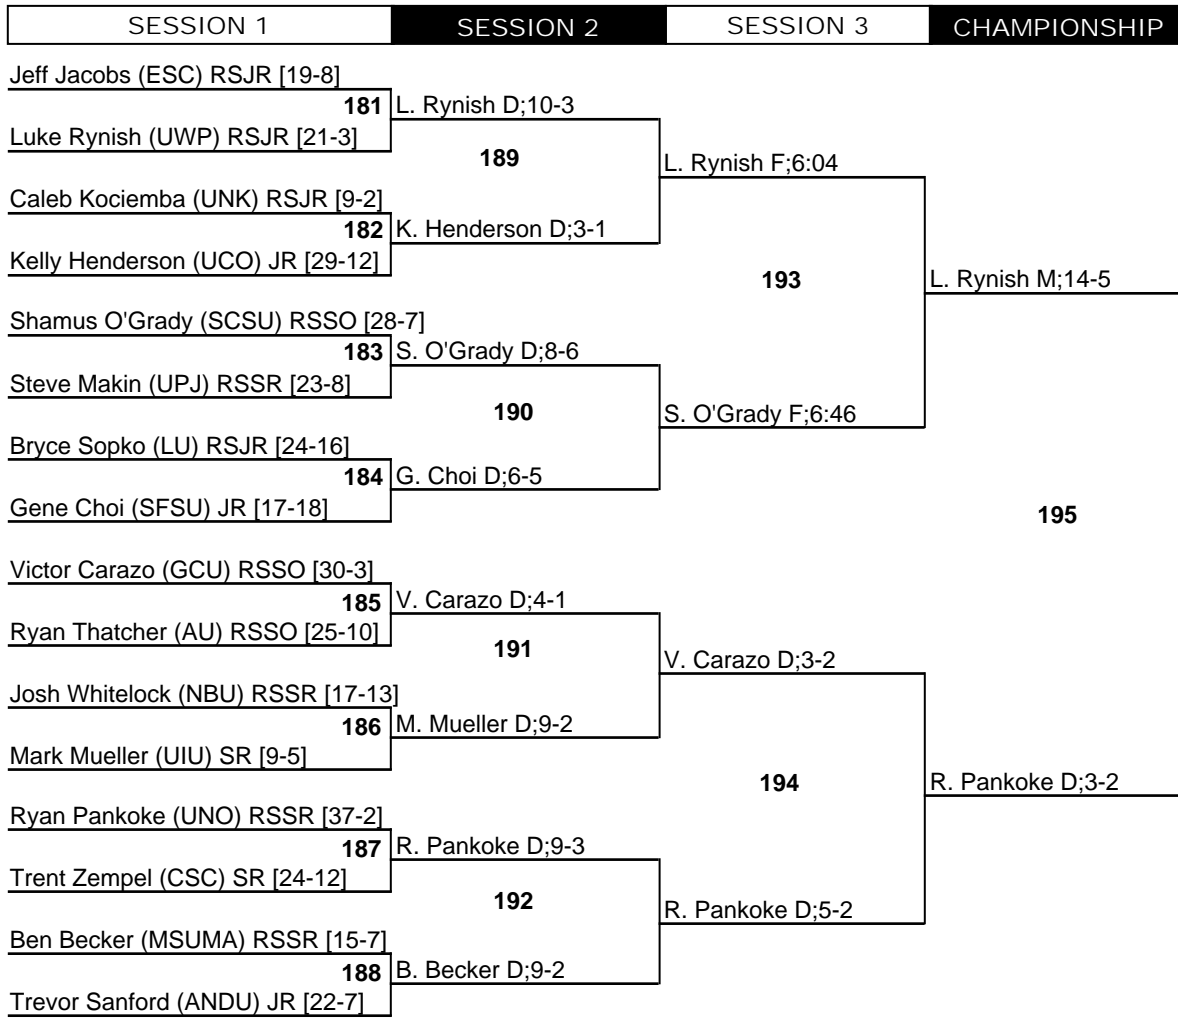 SESSION 1 SESSION 2 SESSION 3 CHAMPIONSHIP
Jeff Jacobs (ESC) RSJR [19-8]
181 L. Rynish D;10-3
Luke Rynish (UWP) RSJR [21-3]
189
L. Rynish F;6:04
Caleb Kociemba (UNK) RSJR [9-2]
182 K. Henderson D;3-1
Kelly Henderson (UCO) JR [29-12]
193 L. Rynish M;14-5
Shamus O'Grady (SCSU) RSSO [28-7]
183 S. O'Grady D;8-6
Steve Makin (UPJ) RSSR [23-8]
190 S. O'Grady F;6:46
Bryce Sopko (LU) RSJR [24-16]
184 G. Choi D;6-5
Gene Choi (SFSU) JR [17-18]
195
Victor Carazo (GCU) RSSO [30-3]
185 V. Carazo D;4-1
Ryan Thatcher (AU) RSSO [25-10]
191
V. Carazo D;3-2
Josh Whitelock (NBU) RSSR [17-13]
186 M. Mueller D;9-2
Mark Mueller (UIU) SR [9-5]
194 R. Pankoke D;3-2
Ryan Pankoke (UNO) RSSR [37-2]
187 R. Pankoke D;9-3
Trent Zempel (CSC) SR [24-12]
192
R. Pankoke D;5-2
Ben Becker (MSUMA) RSSR [15-7]
188 B. Becker D;9-2
Trevor Sanford (ANDU) JR [22-7]